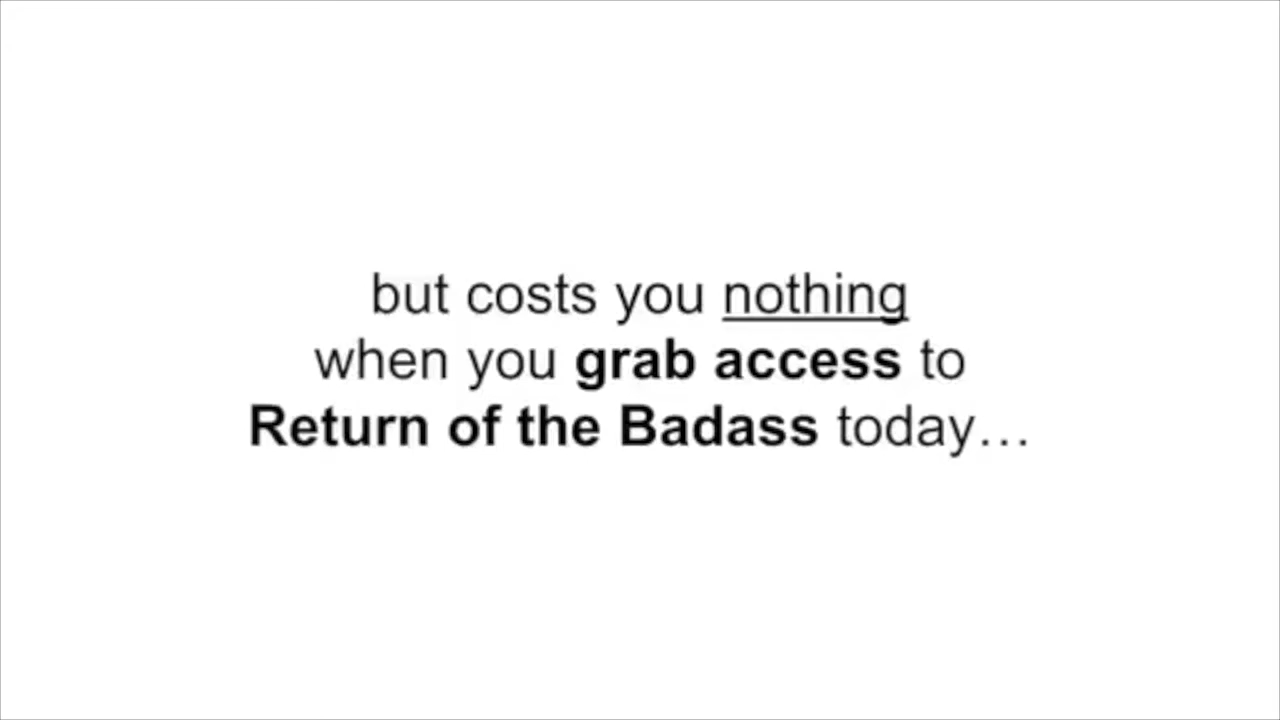 but costs you nothing
when you grab access to
Return of the Badass today…